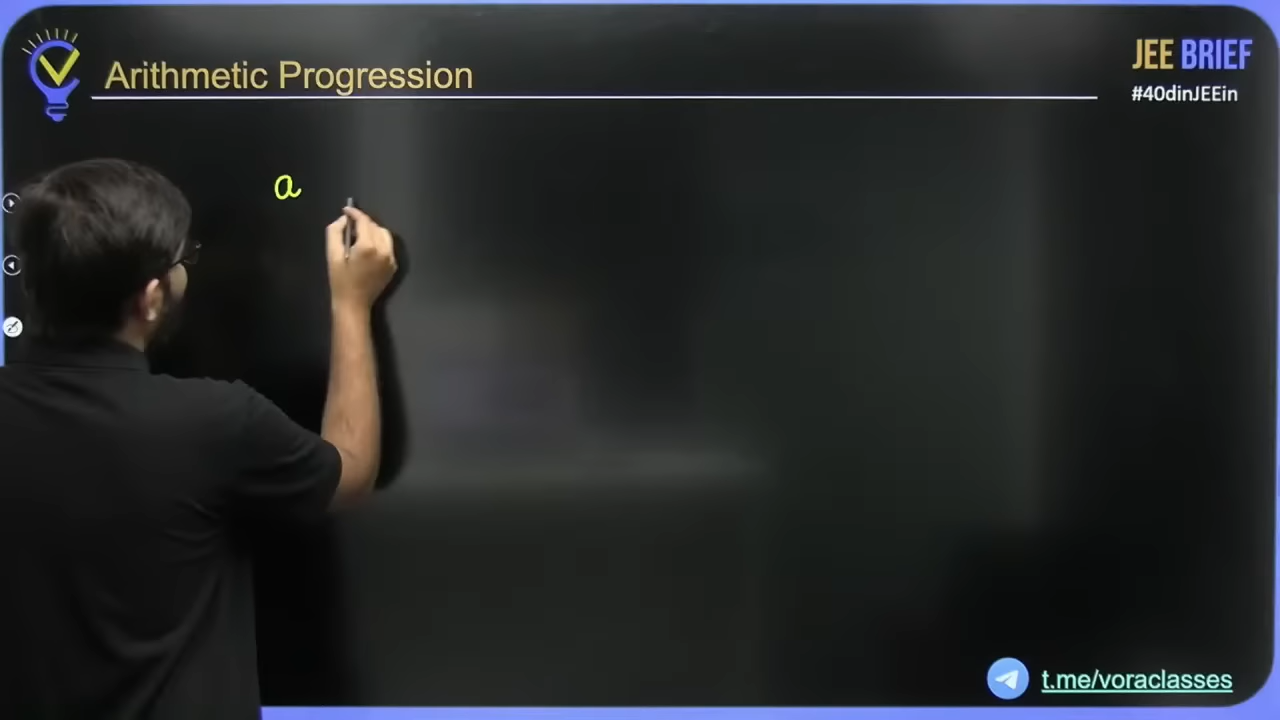 Arithmetic Progression
JEE BRIEF
#40dinJEEin
a
t.me/voraclasses